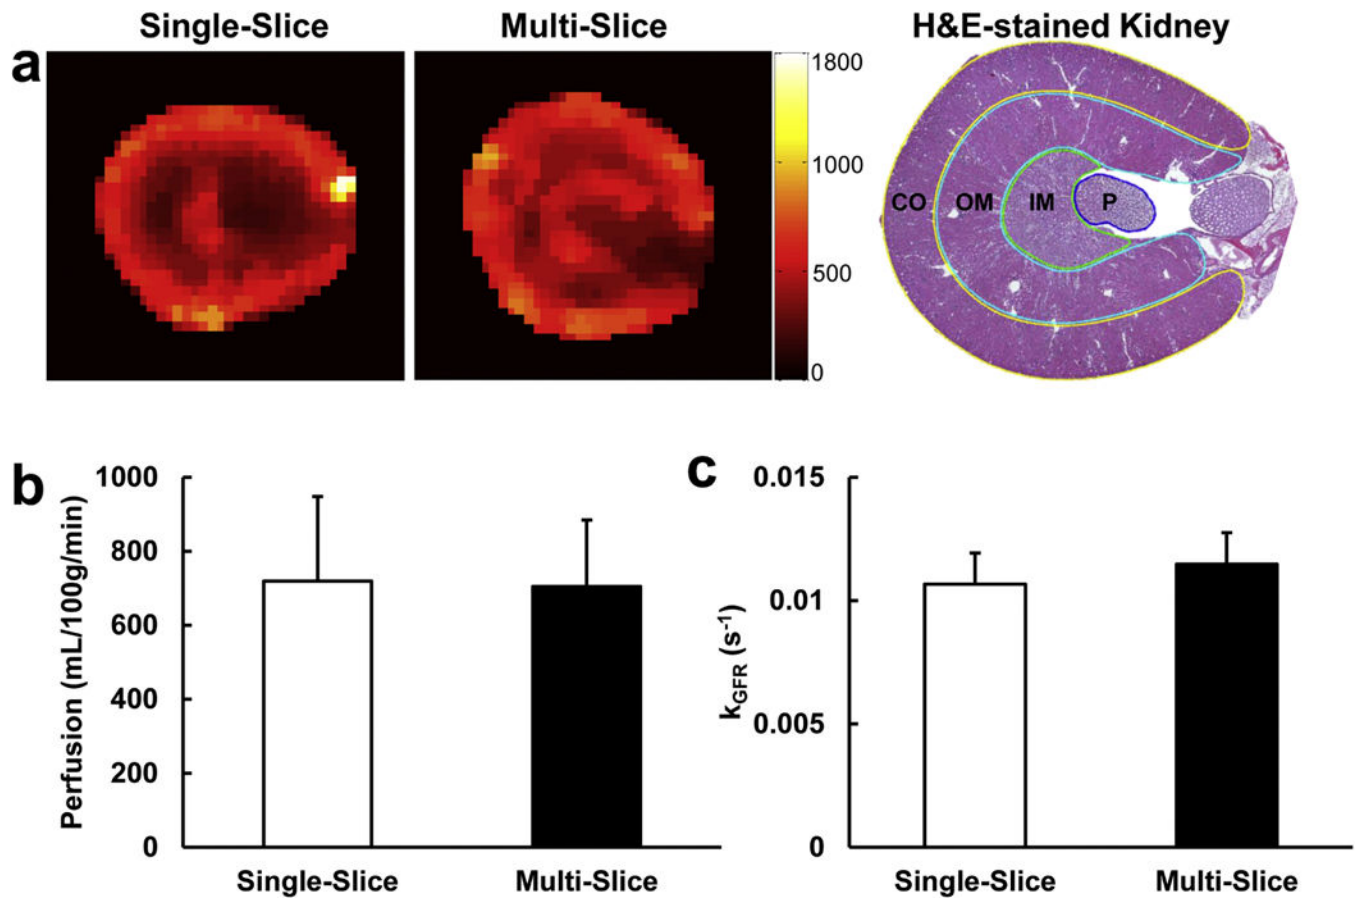 Single-Slice Multi-Slice H&E-stained Kidney
a
1800
1000
500
0
CO OM IM P
b
1000
800
600
400
200
0
Perfusion (mL/100g/min)
Single-Slice Multi-Slice
c
0.015
0.01
0.005
0
kGFR (s-1)
Single-Slice Multi-Slice